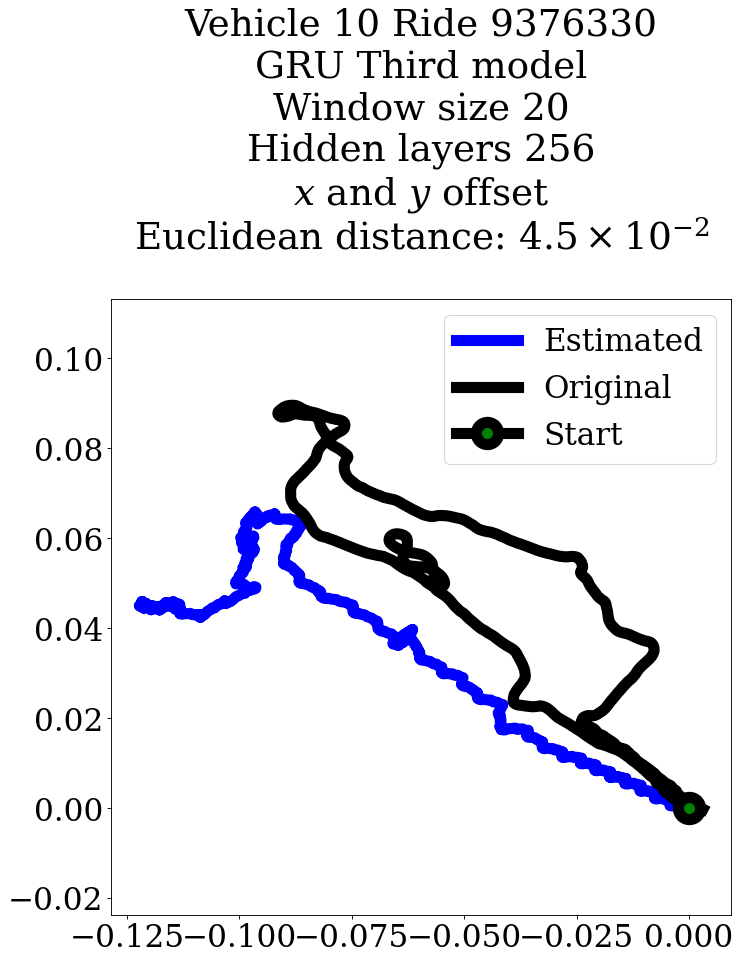 Vehicle 10 Ride 9376330
GRU Third model
Window size 20
Hidden layers 256
x and y offset
Euclidean distance: 4.5 × 10⁻²
Estimated
Original
Start
0.10
0.08
0.06
0.04
0.02
0.00
−0.02
−0.125 −0.100 −0.075 −0.050 −0.025 0.000